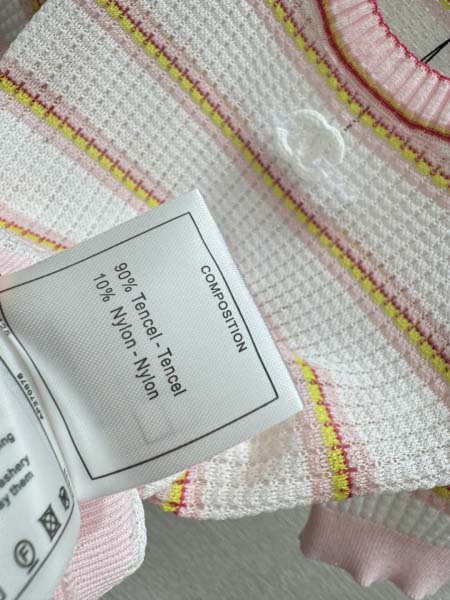 COMPOSITION
90% Tencel - Tencel
10% Nylon - Nylon
F